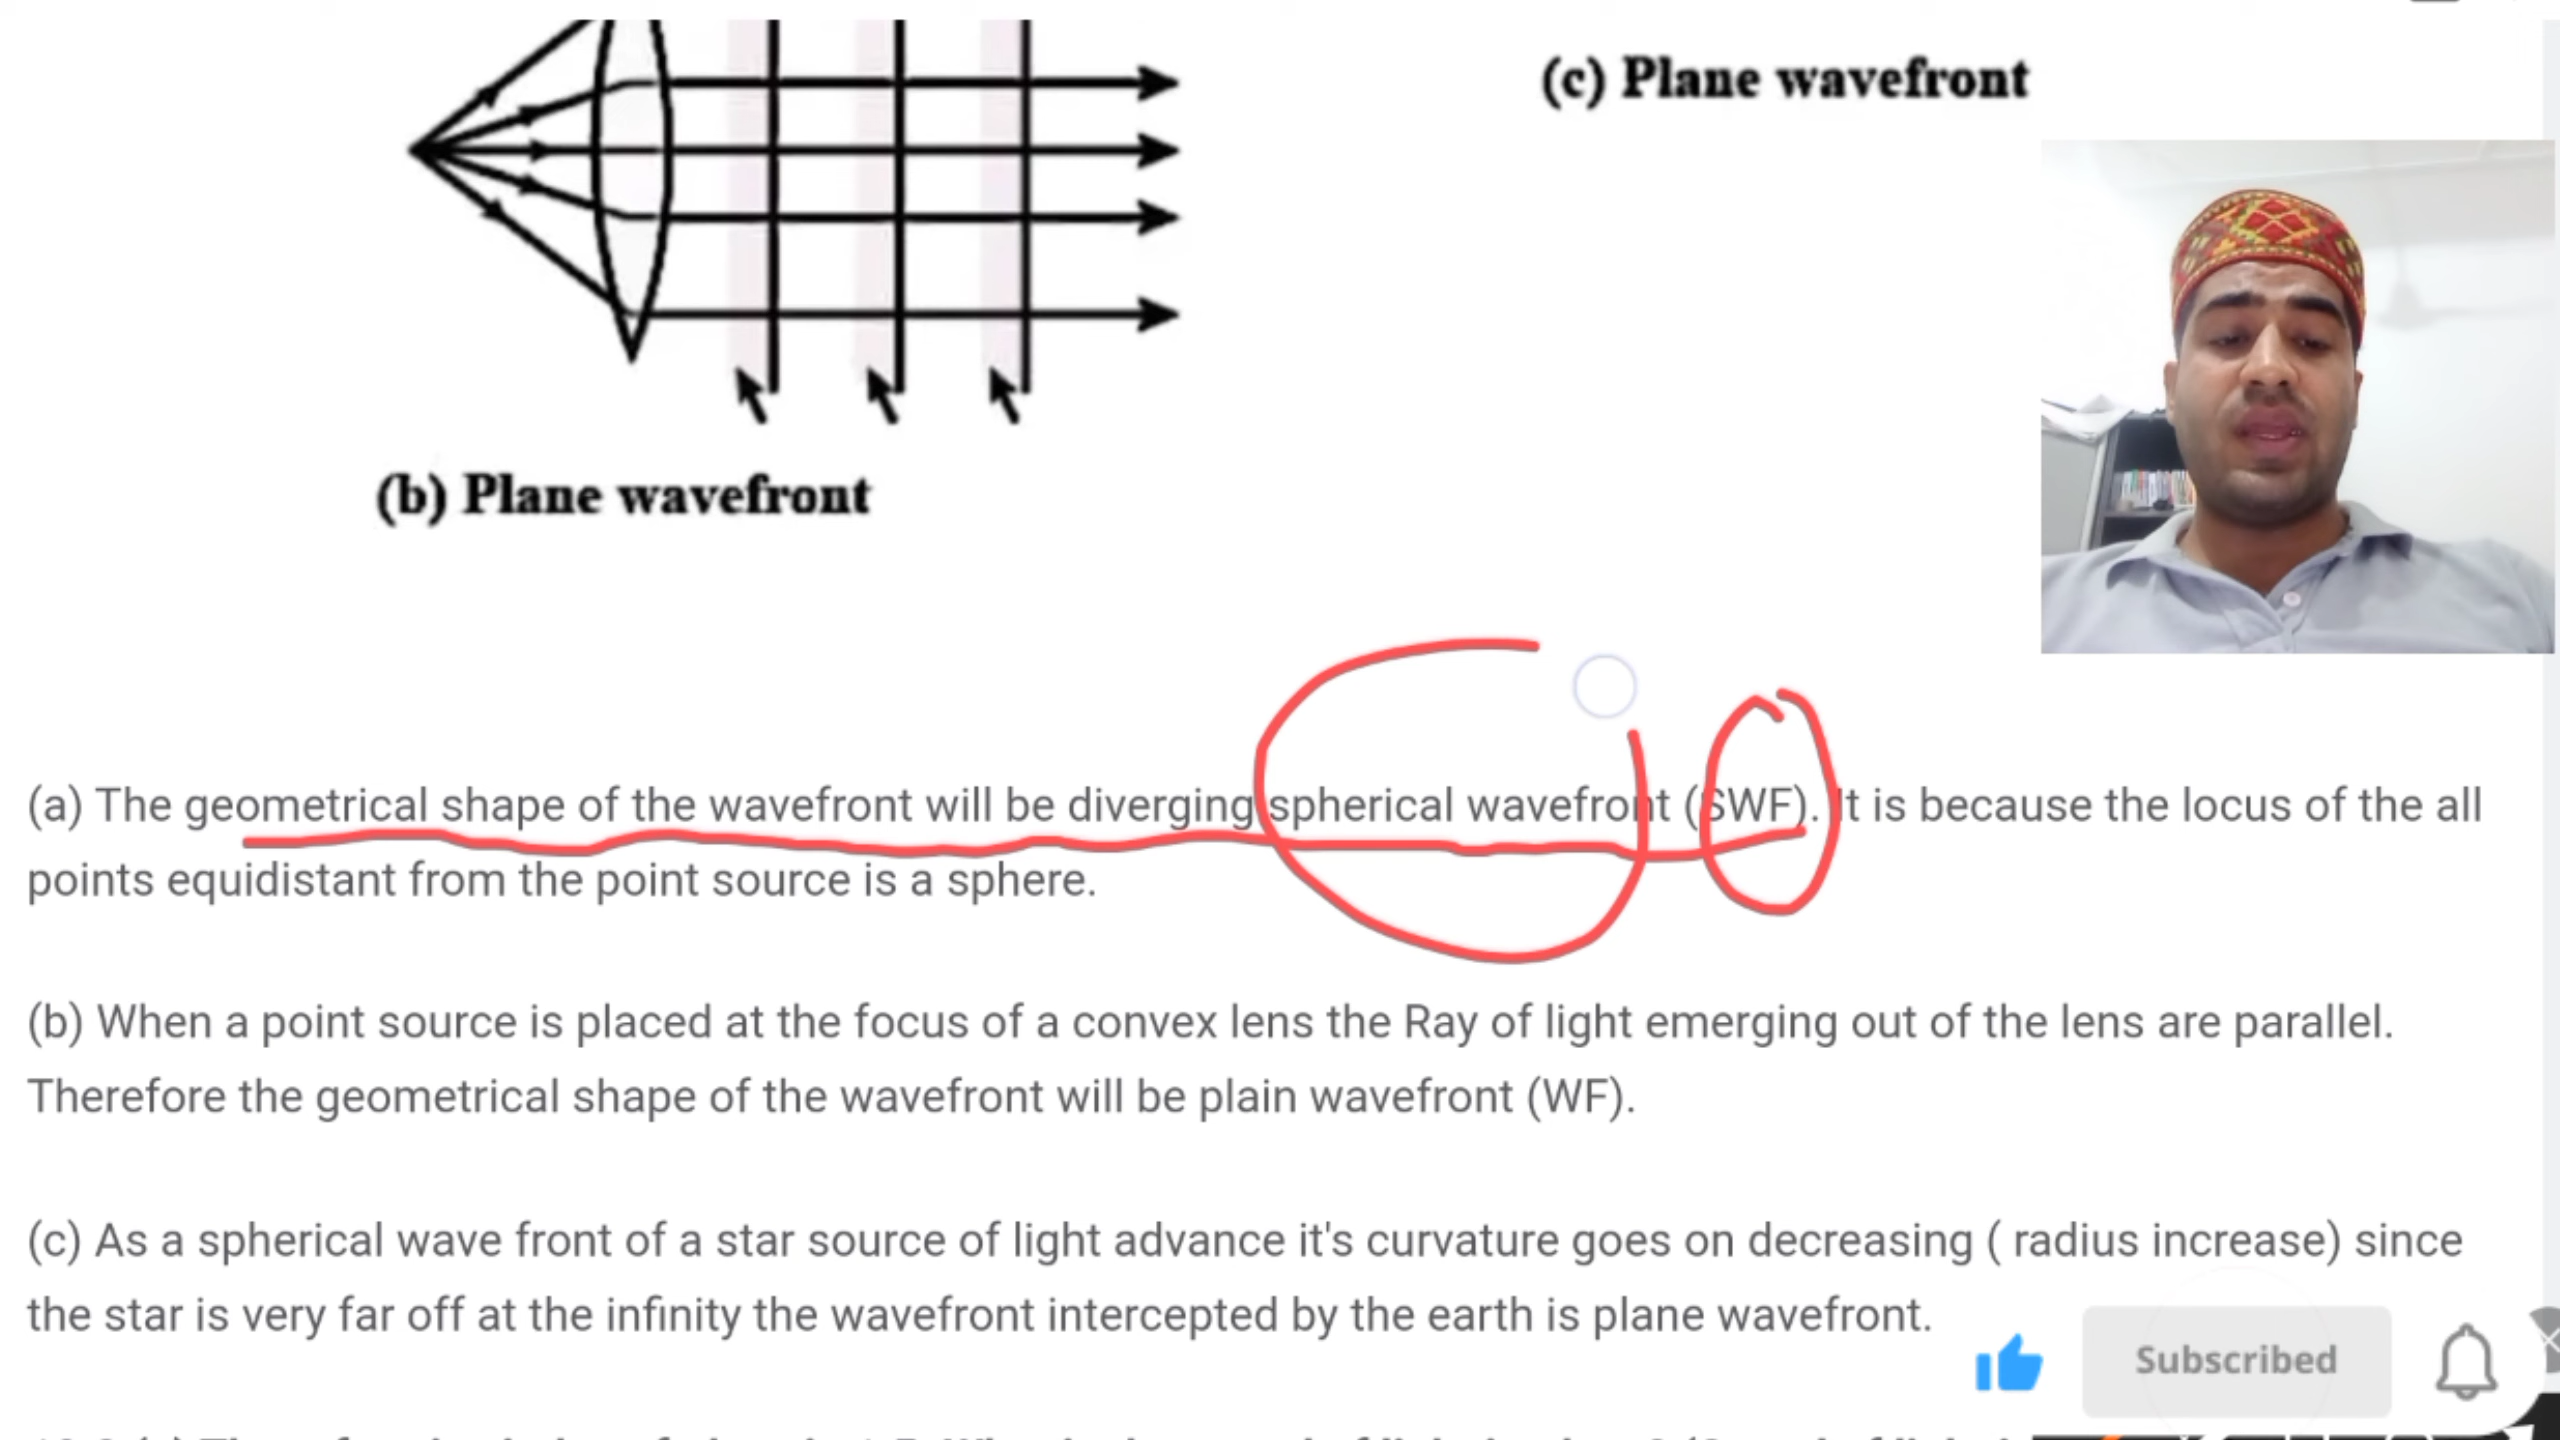 (c) Plane wavefront
(b) Plane wavefront
(a) The geometrical shape of the wavefront will be diverging spherical wavefront (SWF). It is because the locus of the all
points equidistant from the point source is a sphere.
(b) When a point source is placed at the focus of a convex lens the Ray of light emerging out of the lens are parallel.
Therefore the geometrical shape of the wavefront will be plain wavefront (WF).
(c) As a spherical wave front of a star source of light advance it's curvature goes on decreasing ( radius increase) since
the star is very far off at the infinity the wavefront intercepted by the earth is plane wavefront.
Subscribed